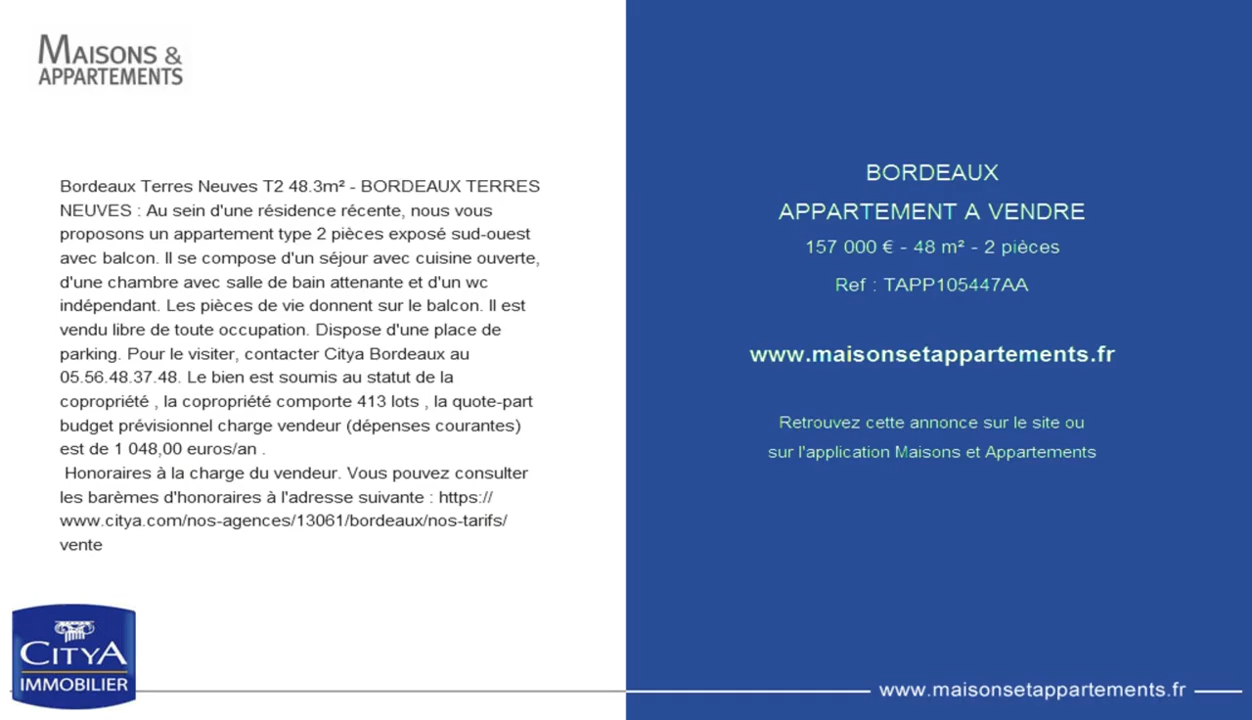 MAISONS &
APPARTEMENTS
Bordeaux Terres Neuves T2 48.3m² - BORDEAUX TERRES
NEUVES : Au sein d'une résidence récente, nous vous
proposons un appartement type 2 pièces exposé sud-ouest
avec balcon. Il se compose d'un séjour avec cuisine ouverte,
d'une chambre avec salle de bain attenante et d'un wc
indépendant. Les pièces de vie donnent sur le balcon. Il est
vendu libre de toute occupation. Dispose d'une place de
parking. Pour le visiter, contacter Citya Bordeaux au
05.56.48.37.48. Le bien est soumis au statut de la
copropriété , la copropriété comporte 413 lots , la quote-part
budget prévisionnel charge vendeur (dépenses courantes)
est de 1 048,00 euros/an .
Honoraires à la charge du vendeur. Vous pouvez consulter
les barèmes d'honoraires à l'adresse suivante : https://
www.citya.com/nos-agences/13061/bordeaux/nos-tarifs/
vente
CITYA
IMMOBILIER
BORDEAUX
APPARTEMENT A VENDRE
157 000 € - 48 m² - 2 pièces
Ref : TAPP105447AA
www.maisonsetappartements.fr
Retrouvez cette annonce sur le site ou
sur l'application Maisons et Appartements
www.maisonsetappartements.fr